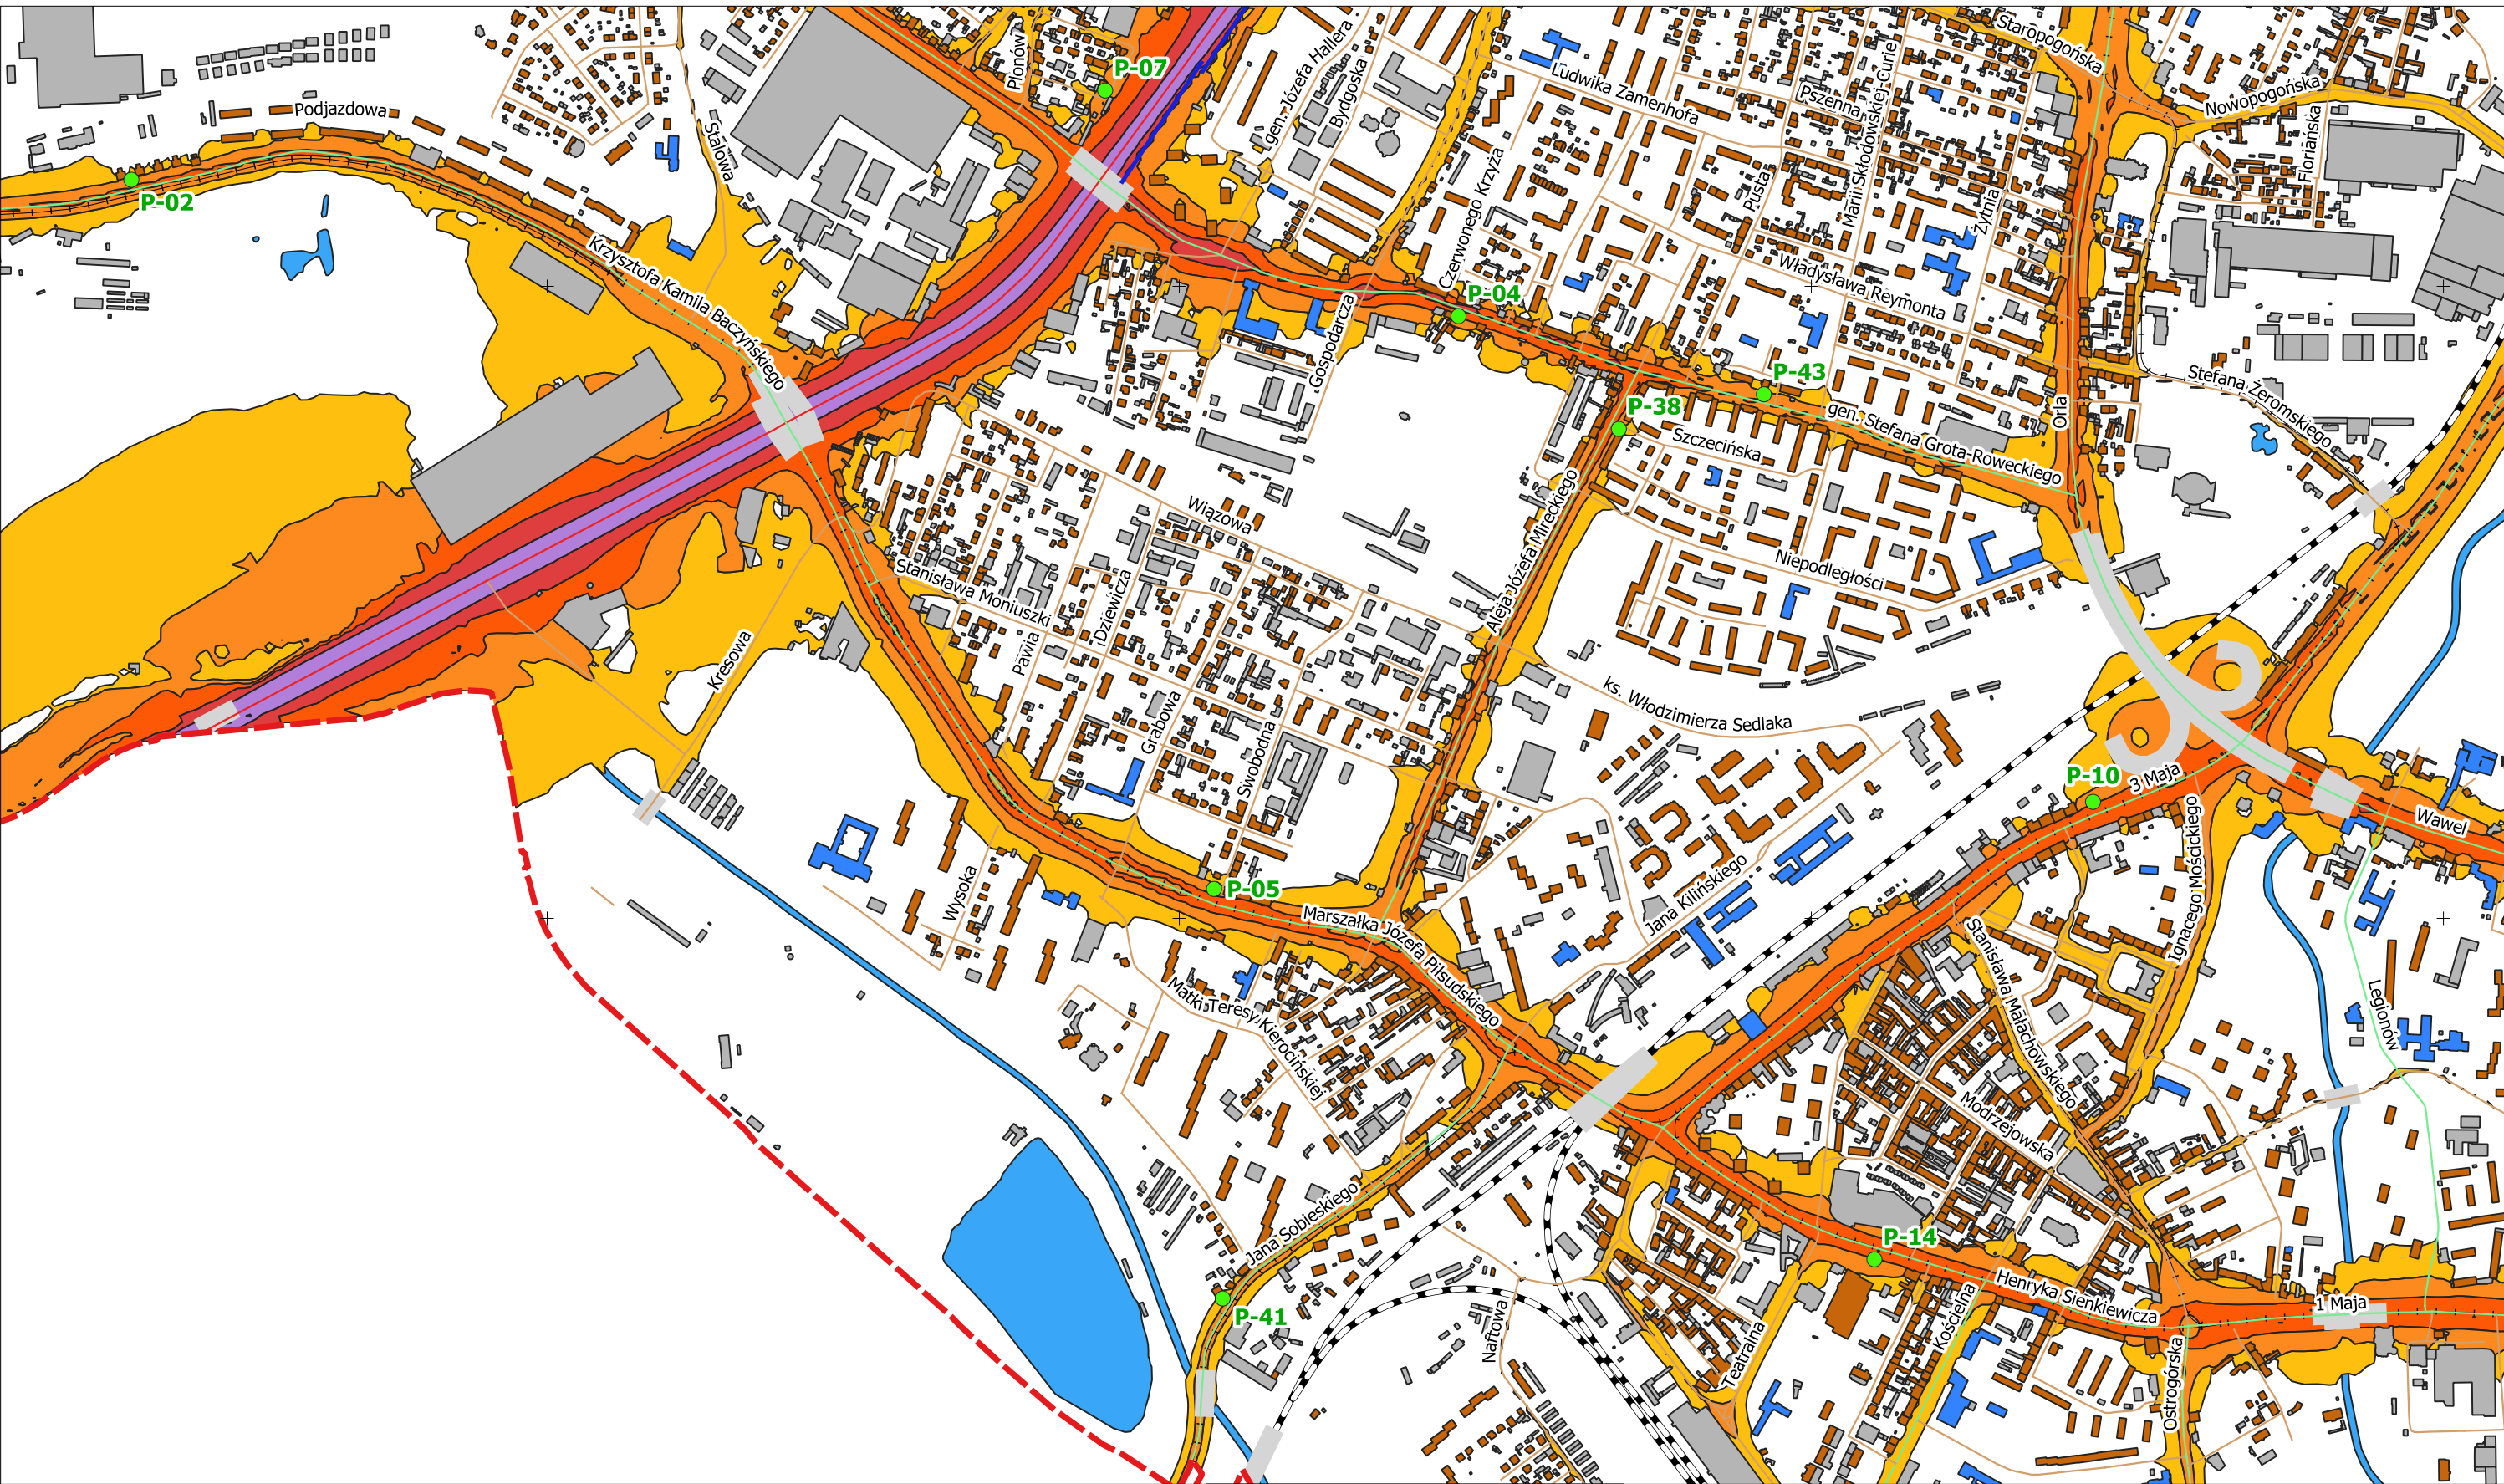 P-07
Plonów
gen. Józefa Hallera
Bydgoska
Staropogońska
Ludwika Zamenhofa
Pszenna
Marii Skłodowskiej-Curie
Nowopogońska
Floriańska
Podjazdowa
Stalowa
P-02
Czerwonego Krzyża
Pusta
Żytnia
Krzysztofa Kamila Baczyńskiego
P-04
Władysława Reymonta
Gospodarcza
P-43
P-38
gen. Stefana Grota-Roweckiego
Orla
Stefana Żeromskiego
Szczecińska
Wiązowa
Aleja Józefa Mireckiego
Niepodległości
Stanisława Moniuszki
Dziewicza
Pawia
Kresowa
Grabowa
Swobodna
ks. Włodzimierza Sedlaka
P-10
3 Maja
Wawel
Ignacego Mościckiego
Wysoka
P-05
Jana Kilińskiego
Marszałka Józefa Piłsudskiego
Stanisława Małachowskiego
Legionów
Matki Teresy Kierocińskiej
Modrzejowska
Jana Sobieskiego
P-14
P-41
Naftowa
Teatralna
Kościelna
Henryka Sienkiewicza
1 Maja
Ostrogórska